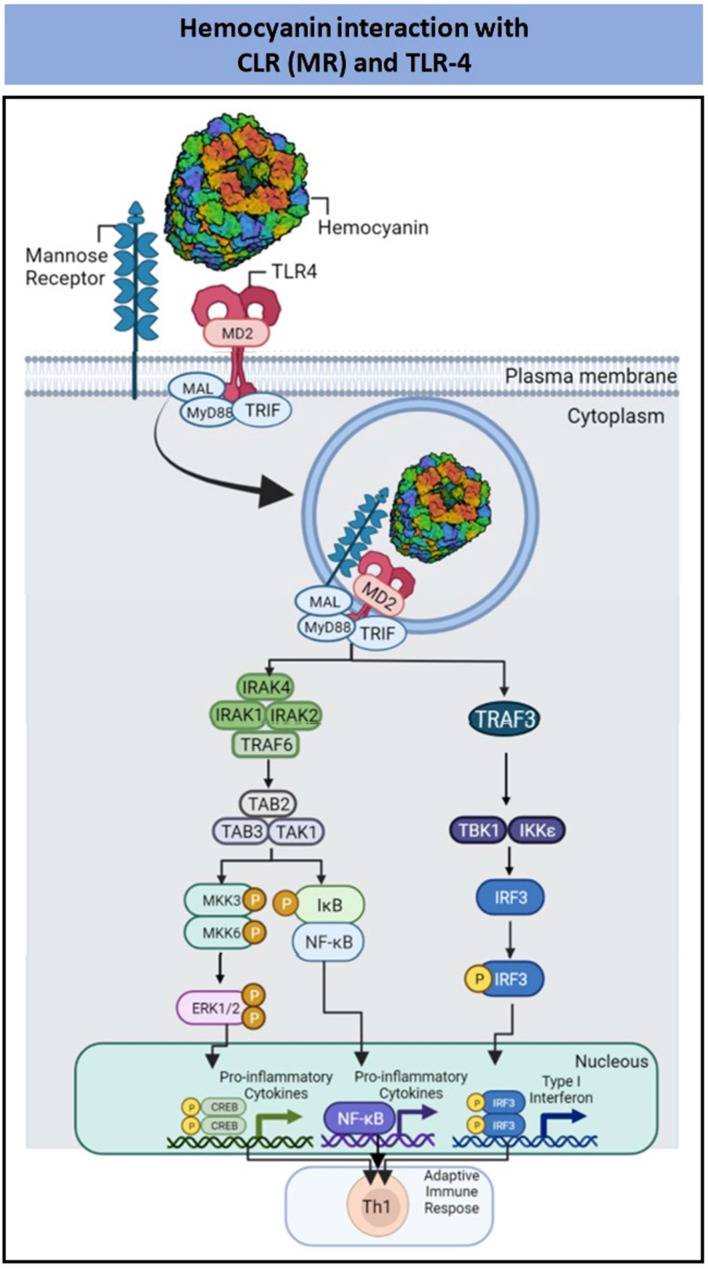 Hemocyanin interaction with
CLR (MR) and TLR-4
Hemocyanin
Mannose
Receptor
TLR4
MD2
Plasma membrane
MAL
MyD88
TRIF
Cytoplasm
MD2
MAL
MyD88
TRIF
IRAK4
IRAK1
IRAK2
TRAF6
TRAF3
TAB2
TAB3
TAK1
TBK1
IKKε
MKK3
P
P
IκB
IRF3
MKK6
P
NF-κB
P
IRF3
ERK1/2
P
P
Nucleous
Pro-inflammatory
Cytokines
Pro-inflammatory
Cytokines
Type I
Interferon
P
CREB
P
CREB
NF-κB
P
IRF3
P
IRF3
Th1
Adaptive
Immune
Respose